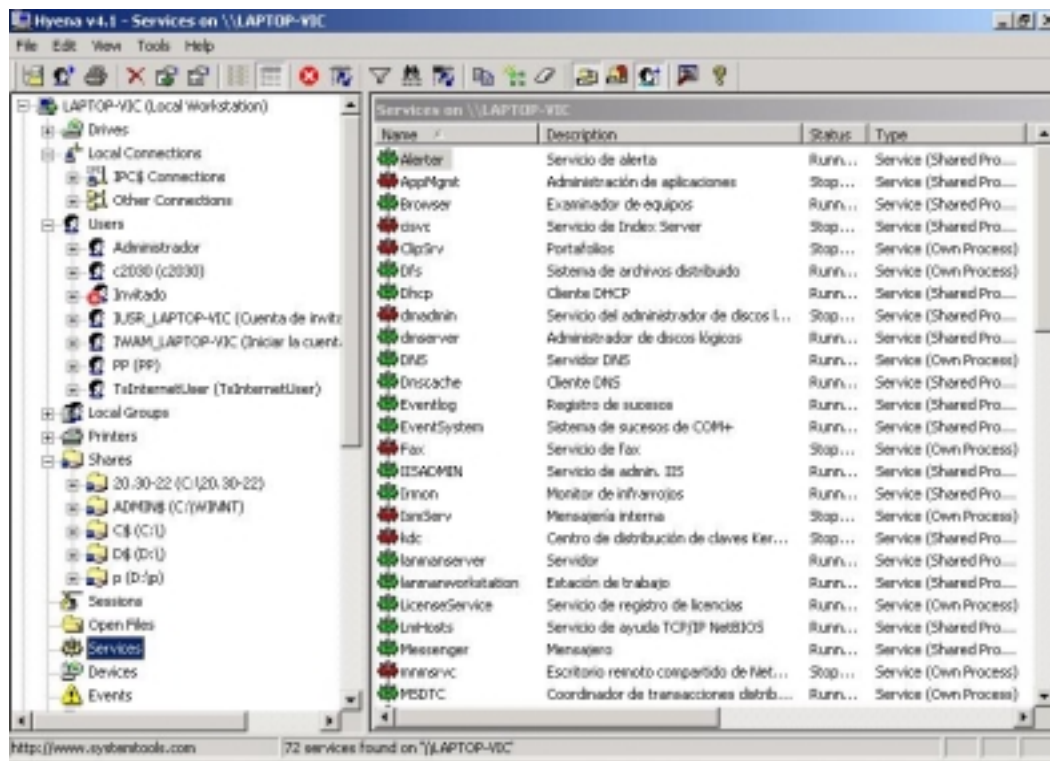 Hyena v4.1 - Services on \\LAPTOP-VIC
File Edit View Tools Help
LAPTOP-VIC (Local Workstation)
Drives
Local Connections
IPC$ Connections
Other Connections
Users
Administrador
c2030 (c2030)
Invitado
IUSR_LAPTOP-VIC (Cuenta de invit
IWAM_LAPTOP-VIC (Iniciar la cuent
PP (PP)
TsInternetUser (TsInternetUser)
Local Groups
Printers
Shares
20.30-22 (C:\20.30-22)
ADMIN$ (C:\WINNT)
C$ (C:\)
D$ (D:\)
p (D:\p)
Sessions
Open Files
Services
Devices
Events
Services on \\LAPTOP-VIC
Name Description Status Type
Alerter Servicio de alerta Runn... Service (Shared Pro....
AppMgmt Administración de aplicaciones Stop... Service (Shared Pro....
Browser Examinador de equipos Runn... Service (Shared Pro....
cisvc Servicio de Index Server Stop... Service (Shared Pro....
ClipSrv Portafolios Stop... Service (Own Process)
Dfs Sistema de archivos distribuido Runn... Service (Own Process)
Dhcp Cliente DHCP Runn... Service (Shared Pro....
dmadmin Servicio del administrador de discos l... Stop... Service (Shared Pro....
dmserver Administrador de discos lógicos Runn... Service (Shared Pro....
DNS Servidor DNS Runn... Service (Own Process)
Dnscache Cliente DNS Runn... Service (Shared Pro....
Eventlog Registro de sucesos Runn... Service (Shared Pro....
EventSystem Sistema de sucesos de COM+ Runn... Service (Shared Pro....
Fax Servicio de fax Stop... Service (Own Process)
IISADMIN Servicio de admin. IIS Runn... Service (Shared Pro....
Irmon Monitor de infrarrojos Runn... Service (Shared Pro....
IsmServ Mensajería interna Stop... Service (Own Process)
kdc Centro de distribución de claves Ker... Stop... Service (Shared Pro....
lanmanserver Servidor Runn... Service (Shared Pro....
lanmanworkstation Estación de trabajo Runn... Service (Shared Pro....
LicenseService Servicio de registro de licencias Runn... Service (Own Process)
LmHosts Servicio de ayuda TCP/IP NetBIOS Runn... Service (Shared Pro....
Messenger Mensajero Runn... Service (Shared Pro....
mnmsrvc Escritorio remoto compartido de Net... Stop... Service (Own Process)
MSDTC Coordinador de transacciones distrib.... Runn... Service (Own Process)
http://www.systemtools.com 72 services found on "\\LAPTOP-VIC"